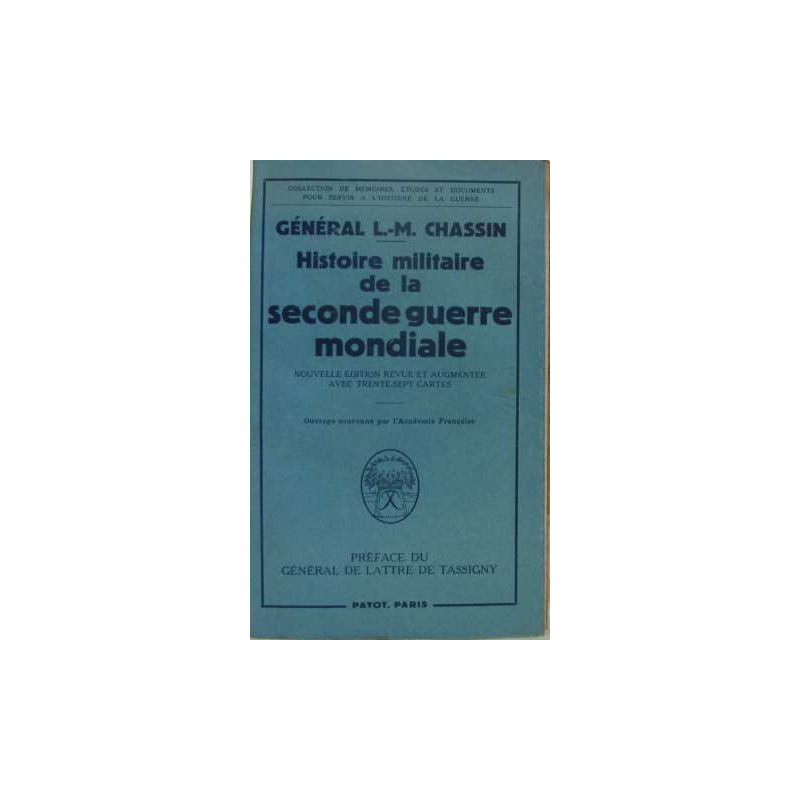 COLLECTION DE MÉMOIRES, ÉTUDES ET DOCUMENTS
POUR SERVIR A L'HISTOIRE DE LA GUERRE
GÉNÉRAL L.-M. CHASSIN
Histoire militaire
de la
seconde guerre
mondiale
NOUVELLE ÉDITION REVUE ET AUGMENTÉE
AVEC TRENTE-SEPT CARTES
Ouvrage couronné par l'Académie Française
PRÉFACE DU
GÉNÉRAL DE LATTRE DE TASSIGNY
PAYOT, PARIS